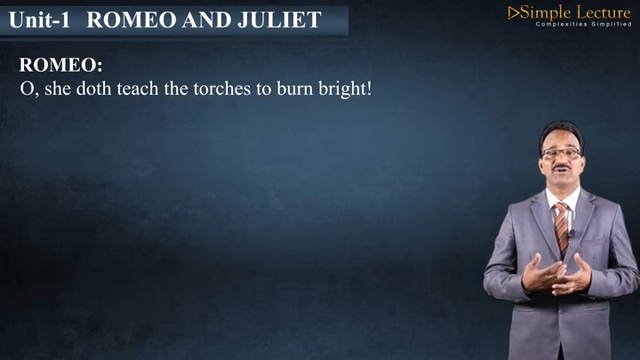 Unit-1 ROMEO AND JULIET
Simple Lecture
Complexities Simplified
ROMEO:
O, she doth teach the torches to burn bright!